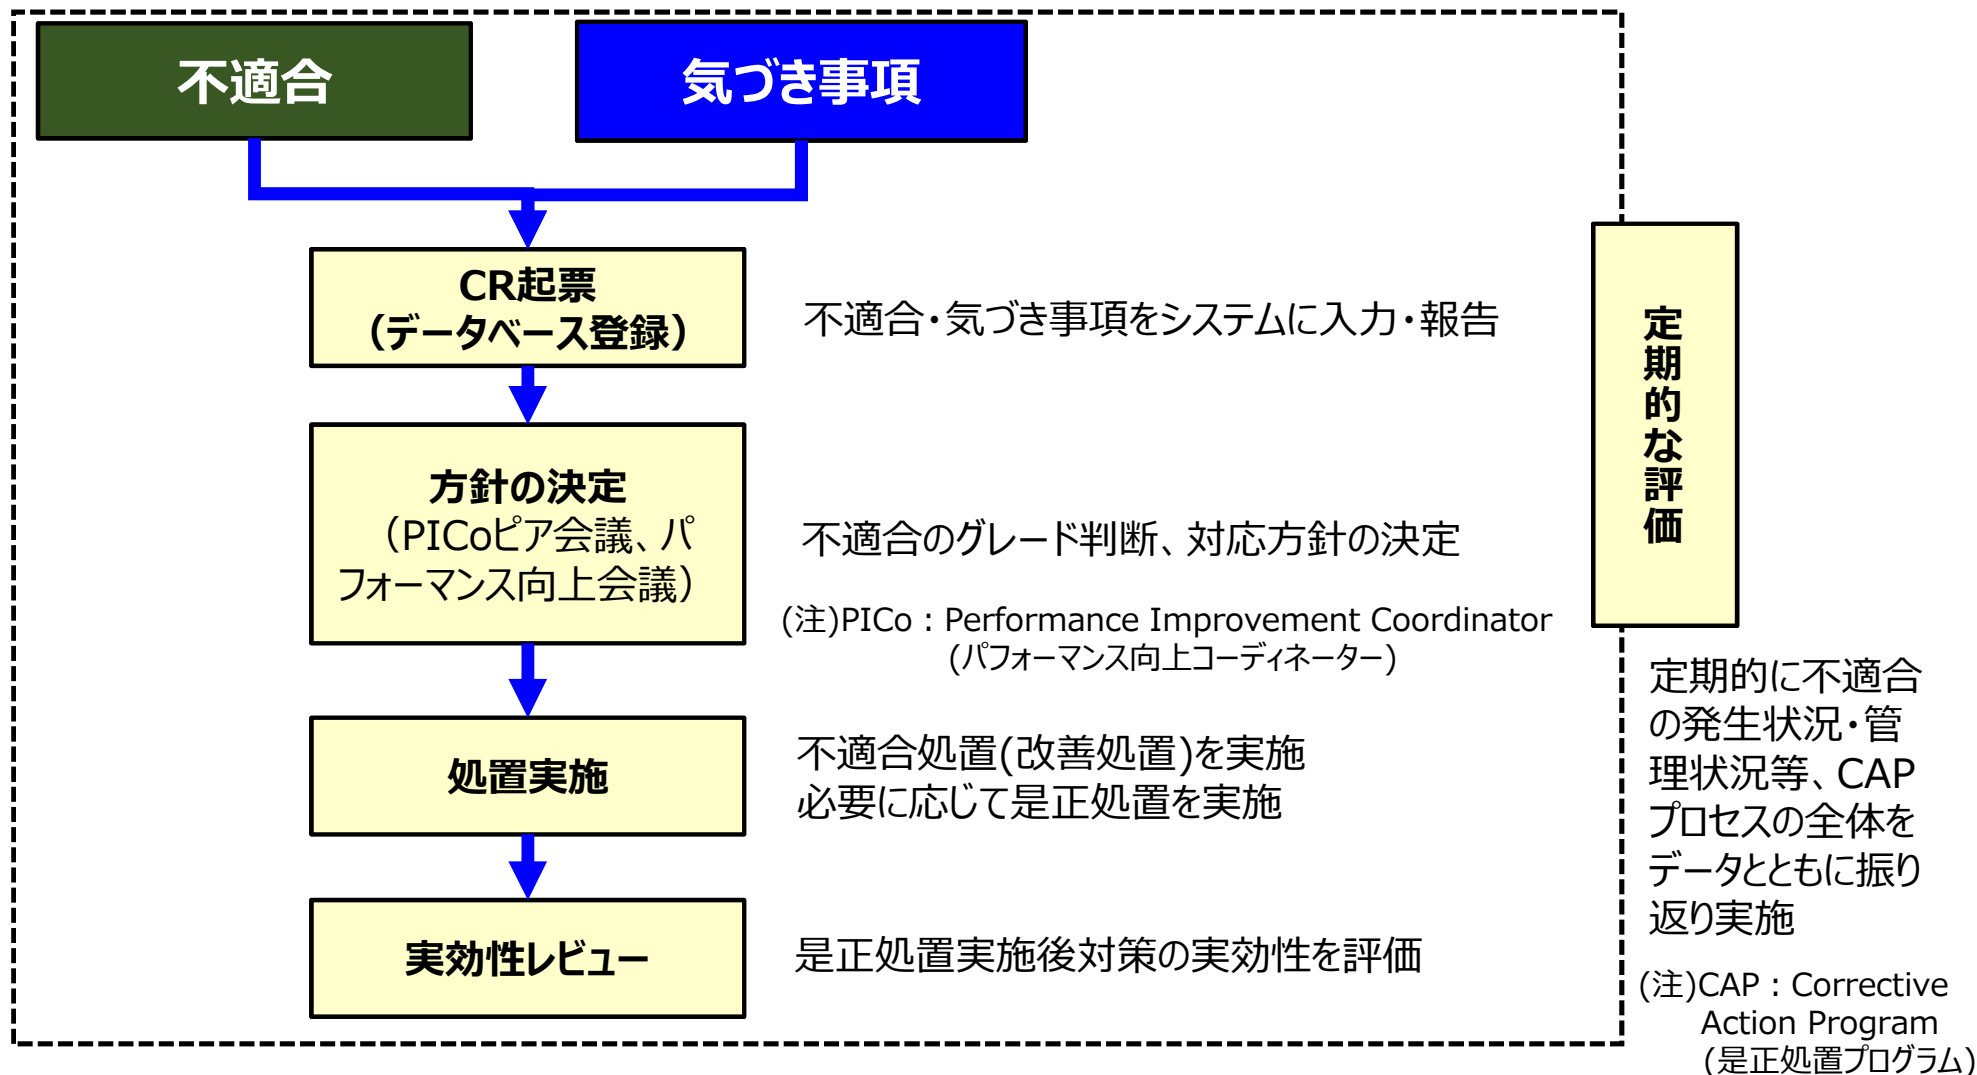 不適合
気づき事項
CR起票
(データベース登録)
不適合・気づき事項をシステムに入力・報告
方針の決定
（PICoピア会議、パ
フォーマンス向上会議）
不適合のグレード判断、対応方針の決定
(注)PICo：Performance Improvement Coordinator
(パフォーマンス向上コーディネーター)
処置実施
不適合処置(改善処置)を実施
必要に応じて是正処置を実施
実効性レビュー
是正処置実施後対策の実効性を評価
定期的な評価
定期的に不適合
の発生状況・管
理状況等、CAP
プロセスの全体を
データとともに振り
返り実施
(注)CAP：Corrective
Action Program
(是正処置プログラム)